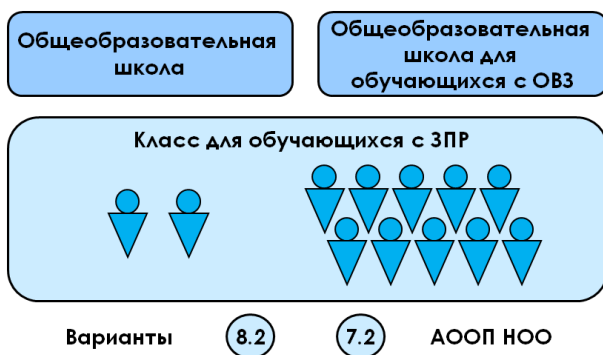 Общеобразовательная
школа
Общеобразовательная
школа для
обучающихся с ОВЗ
Класс для обучающихся с ЗПР
Варианты 8.2 7.2 АООП НОО